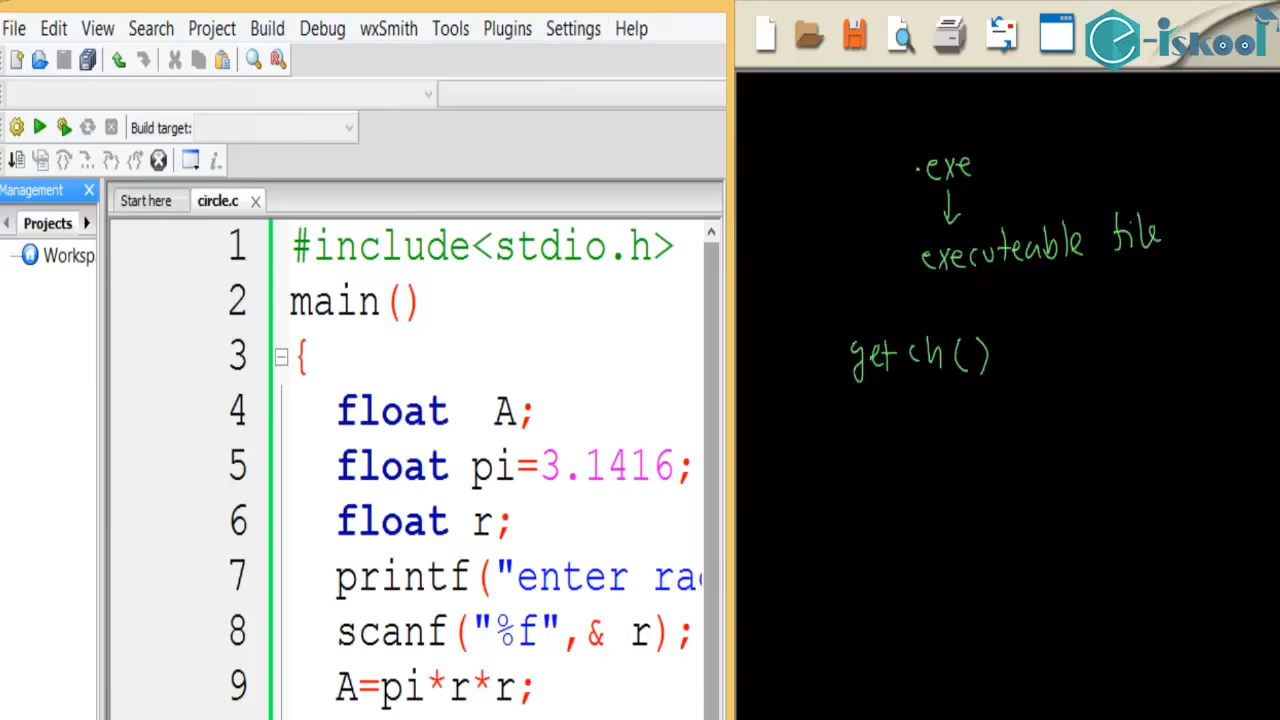 File Edit View Search Project Build Debug wxSmith Tools Plugins Settings Help
Build target:
Management
Projects
Worksp
Start here circle.c
1 #include<stdio.h>
2 main()
3 {
4 float A;
5 float pi=3.1416;
6 float r;
7 printf("enter rad
8 scanf("%f",& r);
9 A=pi*r*r;
e-iskool
.exe
executeable file
getch()